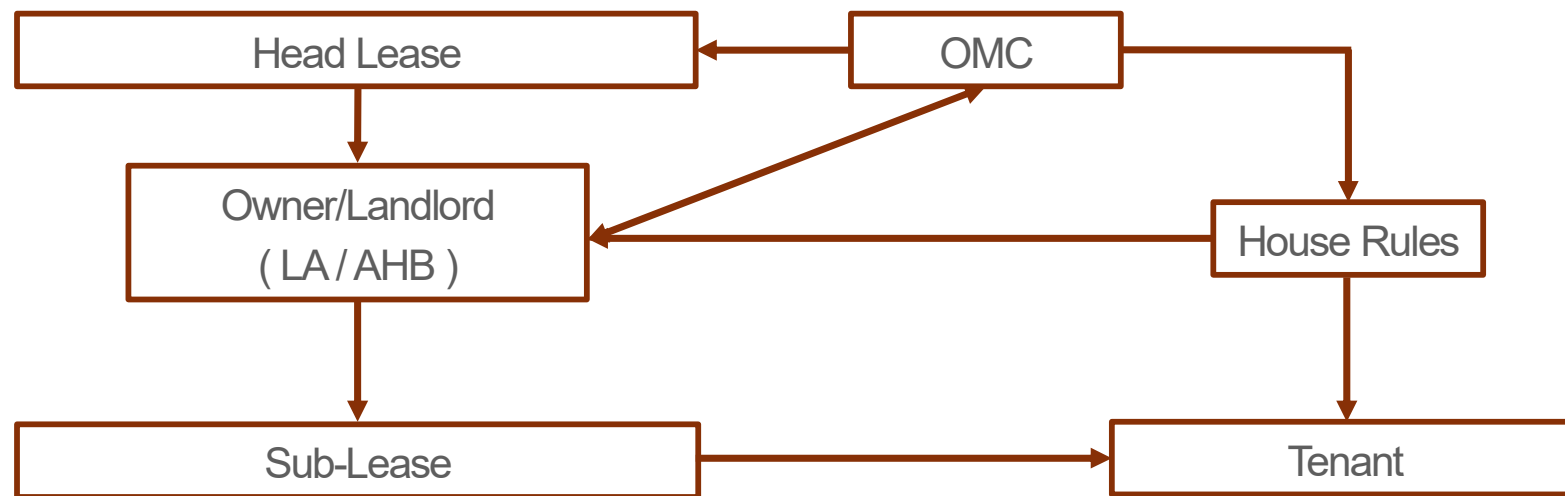 Head Lease
OMC
Owner/Landlord
( LA / AHB )
House Rules
Sub-Lease
Tenant